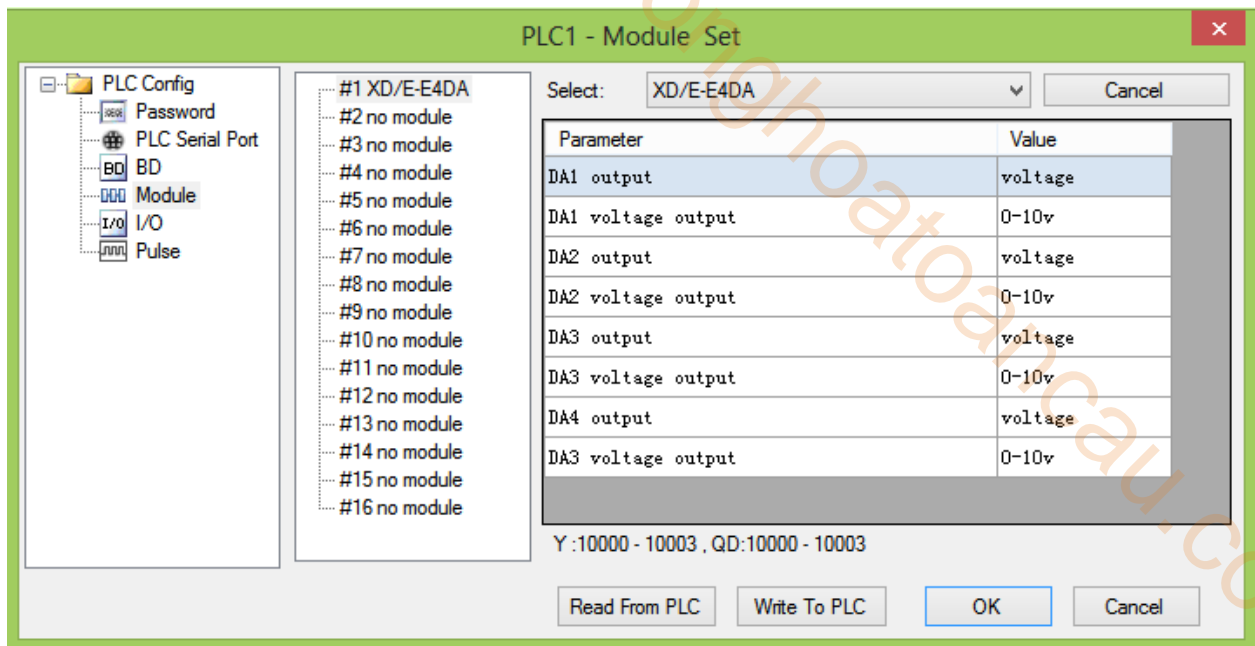 PLC1 - Module Set
PLC Config
Password
PLC Serial Port
BD BD
Module
I/O I/O
Pulse
#1 XD/E-E4DA
#2 no module
#3 no module
#4 no module
#5 no module
#6 no module
#7 no module
#8 no module
#9 no module
#10 no module
#11 no module
#12 no module
#13 no module
#14 no module
#15 no module
#16 no module
Select: XD/E-E4DA Cancel
Parameter Value
DA1 output voltage
DA1 voltage output 0-10v
DA2 output voltage
DA2 voltage output 0-10v
DA3 output voltage
DA3 voltage output 0-10v
DA4 output voltage
DA3 voltage output 0-10v
Y :10000 - 10003 , QD:10000 - 10003
Read From PLC Write To PLC OK Cancel